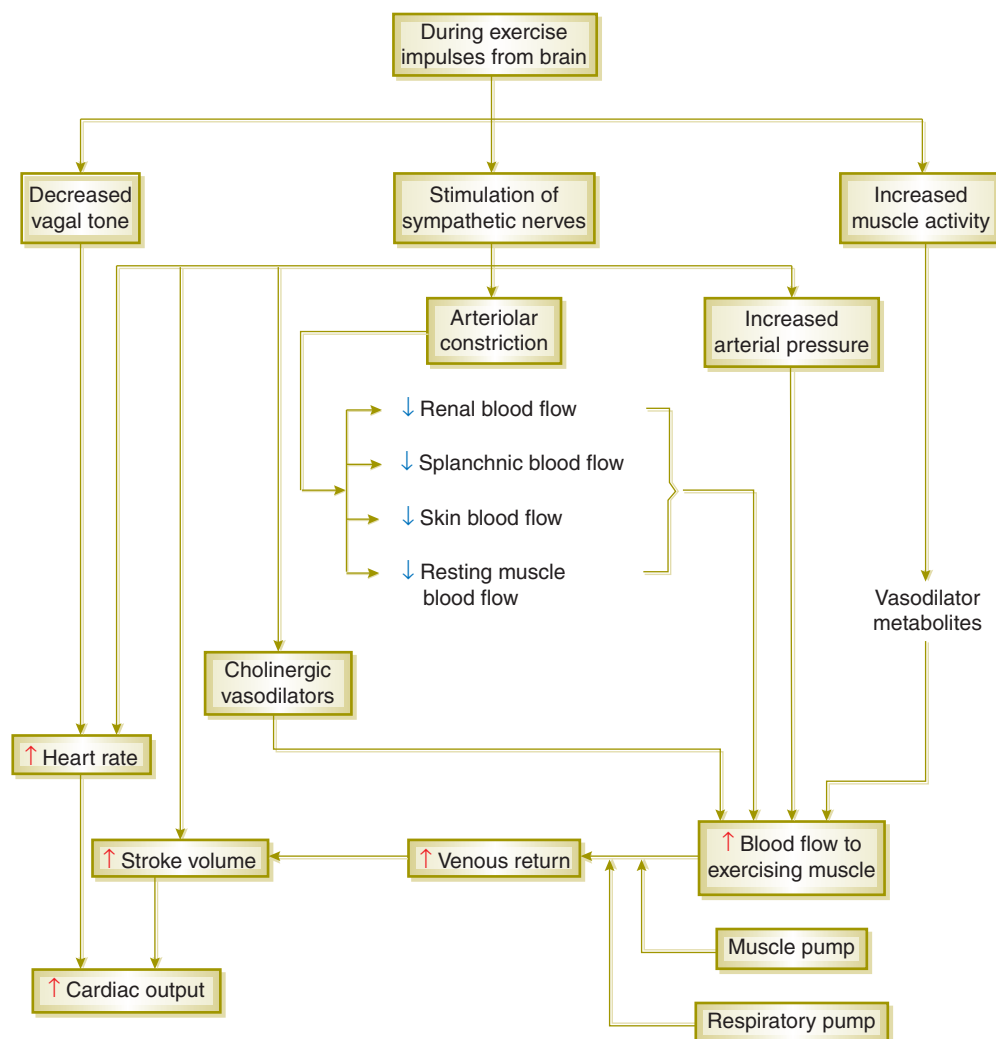 During exercise
impulses from brain
Decreased
vagal tone
Stimulation of
sympathetic nerves
Increased
muscle activity
Arteriolar
constriction
Increased
arterial pressure
↓ Renal blood flow
↓ Splanchnic blood flow
↓ Skin blood flow
↓ Resting muscle
blood flow
Vasodilator
metabolites
Cholinergic
vasodilators
↑ Heart rate
↑ Stroke volume
↑ Venous return
↑ Blood flow to
exercising muscle
Muscle pump
↑ Cardiac output
Respiratory pump